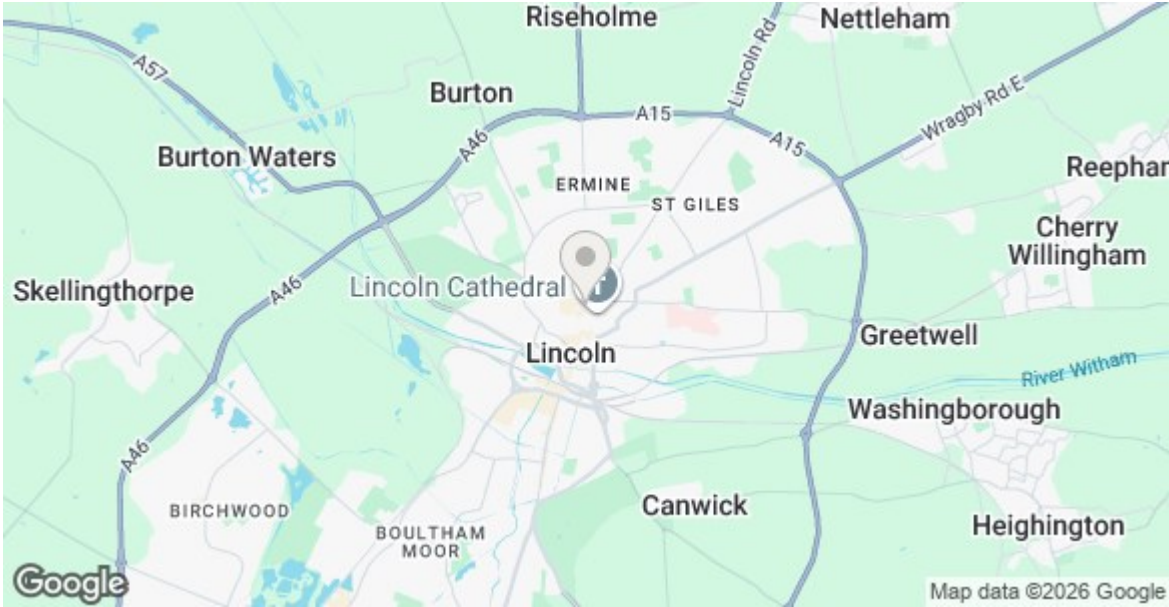 Riseholme
Nettleham
A57
Burton
Lincoln Rd
A15
Wragby Rd E
A46
A15
Burton Waters
Reephan
ERMINE
ST GILES
Cherry
Willingham
Skellingthorpe
A46
Lincoln Cathedral
Greetwell
Lincoln
River Witham
Washingborough
A46
BIRCHWOOD
Canwick
BOULTHAM
MOOR
Heighington
Google
Map data ©2026 Google